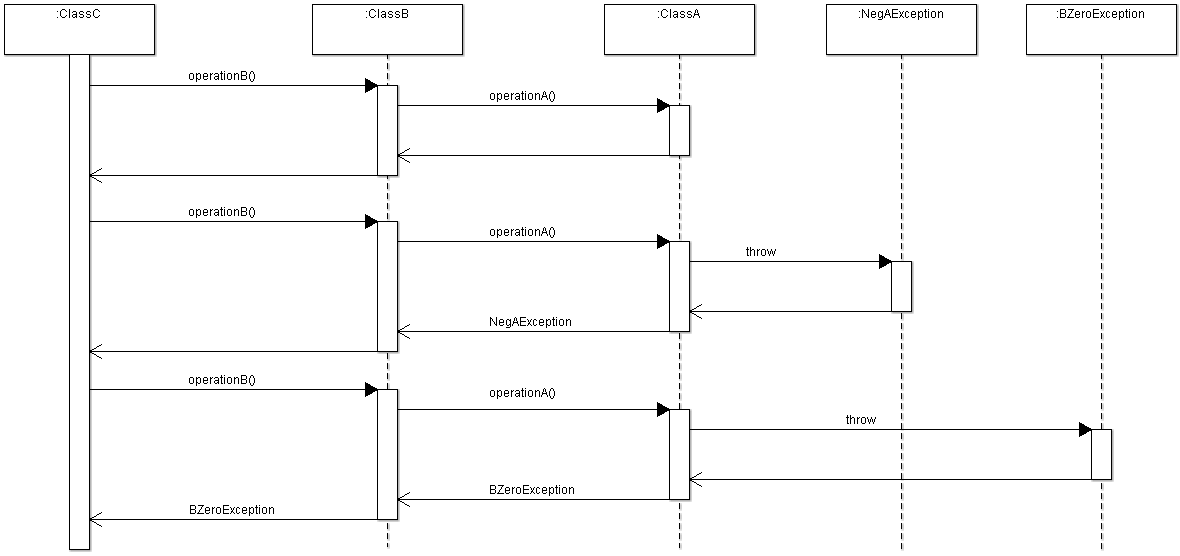 :ClassC
:ClassB
:ClassA
:NegAException
:BZeroException
operationB()
operationA()
operationB()
operationA()
throw
NegAException
operationB()
operationA()
throw
BZeroException
BZeroException